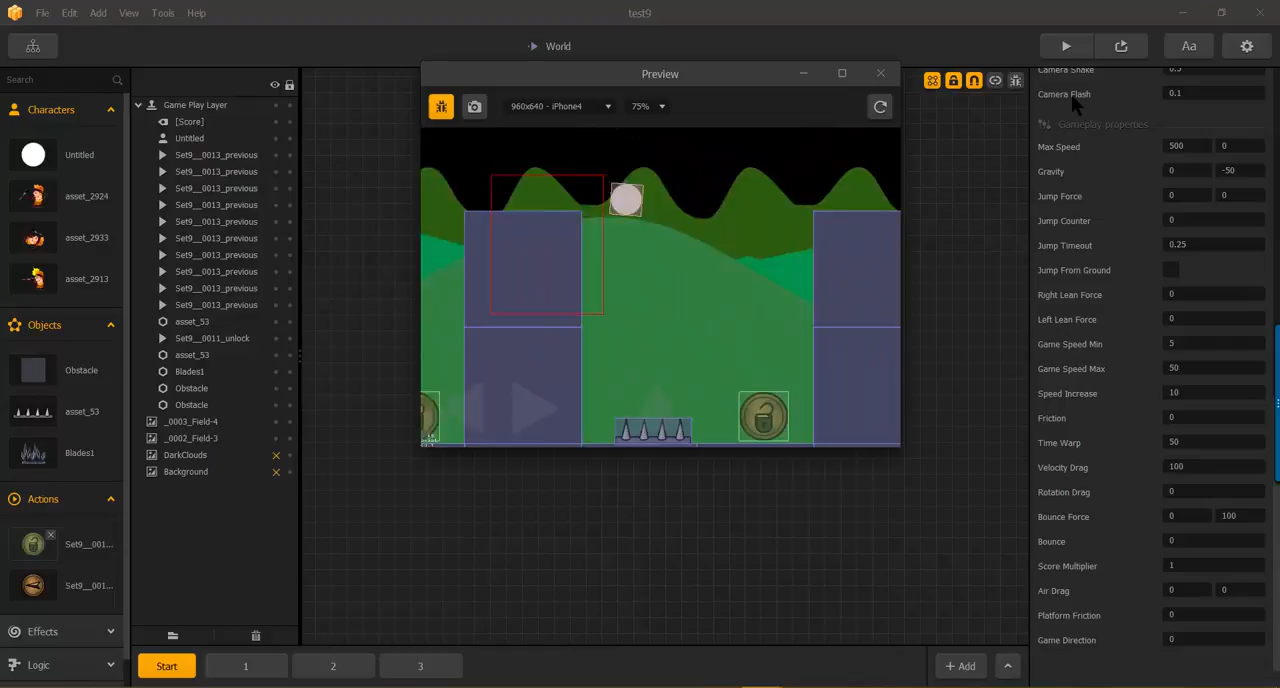 File Edit Add View Tools Help
test9
World
Aa
Search
Characters
Untitled
asset_2924
asset_2933
asset_2913
Objects
Obstacle
asset_53
Blades1
Actions
Set9__001...
Set9__001...
Effects
Logic
Game Play Layer
[Score]
Untitled
Set9__0013_previous
Set9__0013_previous
Set9__0013_previous
Set9__0013_previous
Set9__0013_previous
Set9__0013_previous
Set9__0013_previous
Set9__0013_previous
Set9__0013_previous
Set9__0013_previous
asset_53
Set9__0011_unlock
asset_53
Blades1
Obstacle
Obstacle
_0003_Field-4
_0002_Field-3
DarkClouds
Background
Preview
960x640 - iPhone4 75%
Start 1 2 3 Add
Camera Shake 0.5
Camera Flash 0.1
Gameplay properties
Max Speed 500 0
Gravity 0 -50
Jump Force 0 0
Jump Counter 0
Jump Timeout 0.25
Jump From Ground
Right Lean Force 0
Left Lean Force 0
Game Speed Min 5
Game Speed Max 50
Speed Increase 10
Friction 0
Time Warp 50
Velocity Drag 100
Rotation Drag 0
Bounce Force 0 100
Bounce 0
Score Multiplier 1
Air Drag 0 0
Platform Friction 0
Game Direction 0